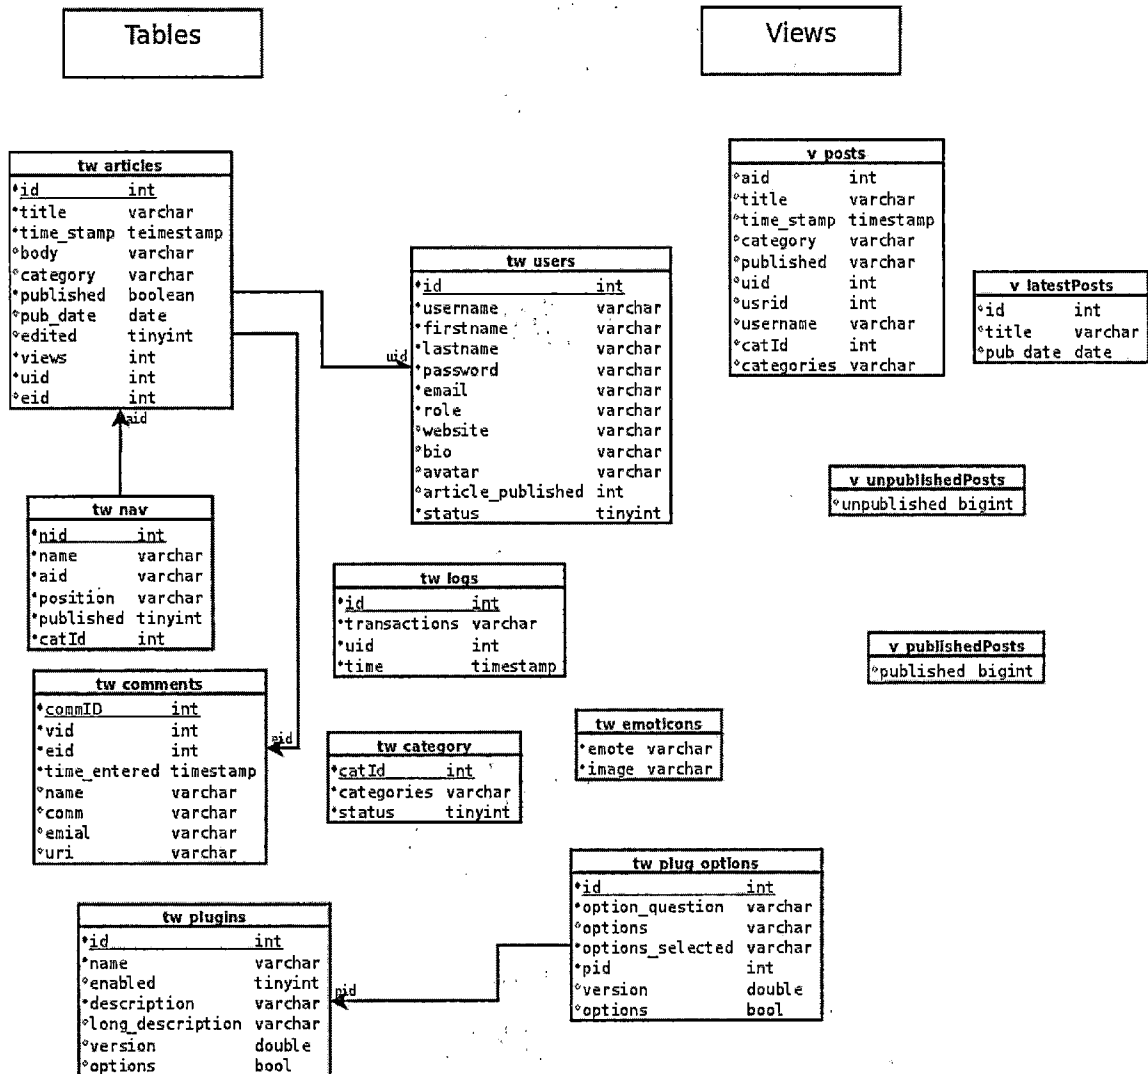 Tables
Views
tw articles
id int
title varchar
time_stamp teimestamp
body varchar
category varchar
published boolean
pub_date date
edited tinyint
views int
uid int
eid int
aid
tw nav
nid int
name varchar
aid varchar
position varchar
published tinyint
catId int
tw comments
commID int
vid int
eid int
time_entered timestamp
name varchar
comm varchar
emial varchar
uri varchar
eid
tw users
id int
username varchar
firstname varchar
lastname varchar
password varchar
email varchar
role varchar
website varchar
bio varchar
avatar varchar
article_published int
status tinyint
uid
tw logs
id int
transactions varchar
uid int
time timestamp
tw category
catId int
categories varchar
status tinyint
tw emoticons
emote varchar
image varchar
tw plugins
id int
name varchar
enabled tinyint
description varchar
long_description varchar
version double
options bool
pid
tw plug options
id int
option_question varchar
options varchar
options_selected varchar
pid int
version double
options bool
v posts
aid int
title varchar
time_stamp timestamp
category varchar
published varchar
uid int
usrid int
username varchar
catId int
categories varchar
v latestPosts
id int
title varchar
pub date date
v unpublishedPosts
unpublished bigint
v publishedPosts
published bigint